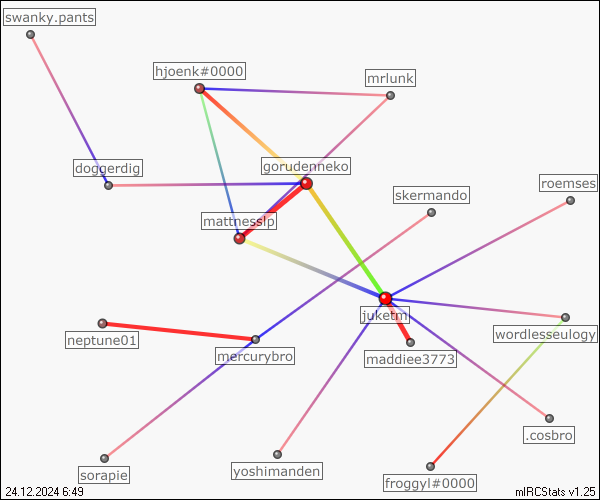 swanky.pants
hjoenk#0000
mrlunk
doggerdig
gorudenneko
roemses
skermando
mattnesslp
juketm
wordlesseulogy
neptune01
mercurybro
maddiee3773
.cosbro
sorapie
yoshimanden
froggyl#0000
24.12.2024 6:49
mIRCStats v1.25